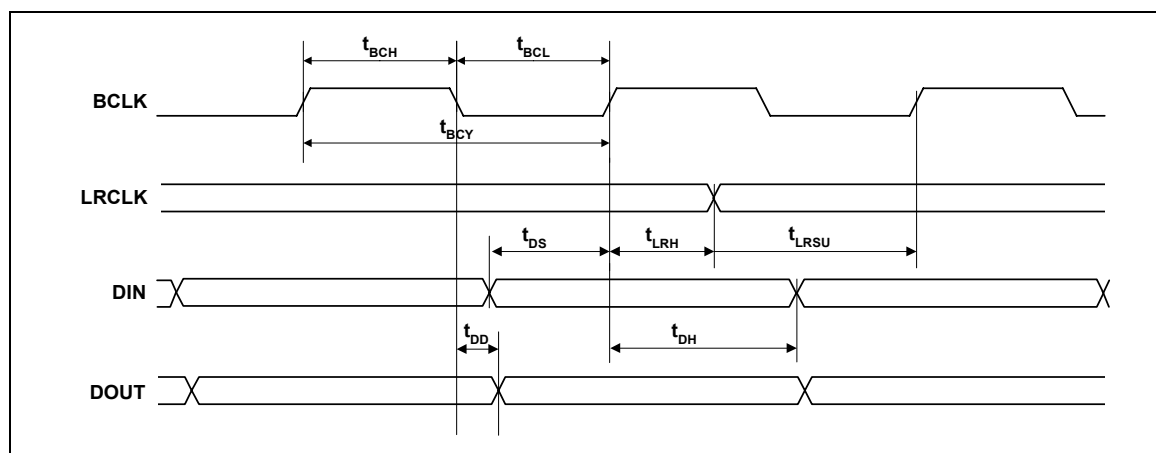 tBCH tBCL
BCLK
tBCY
LRCLK
tDS tLRH tLRSU
DIN
tDD tDH
DOUT